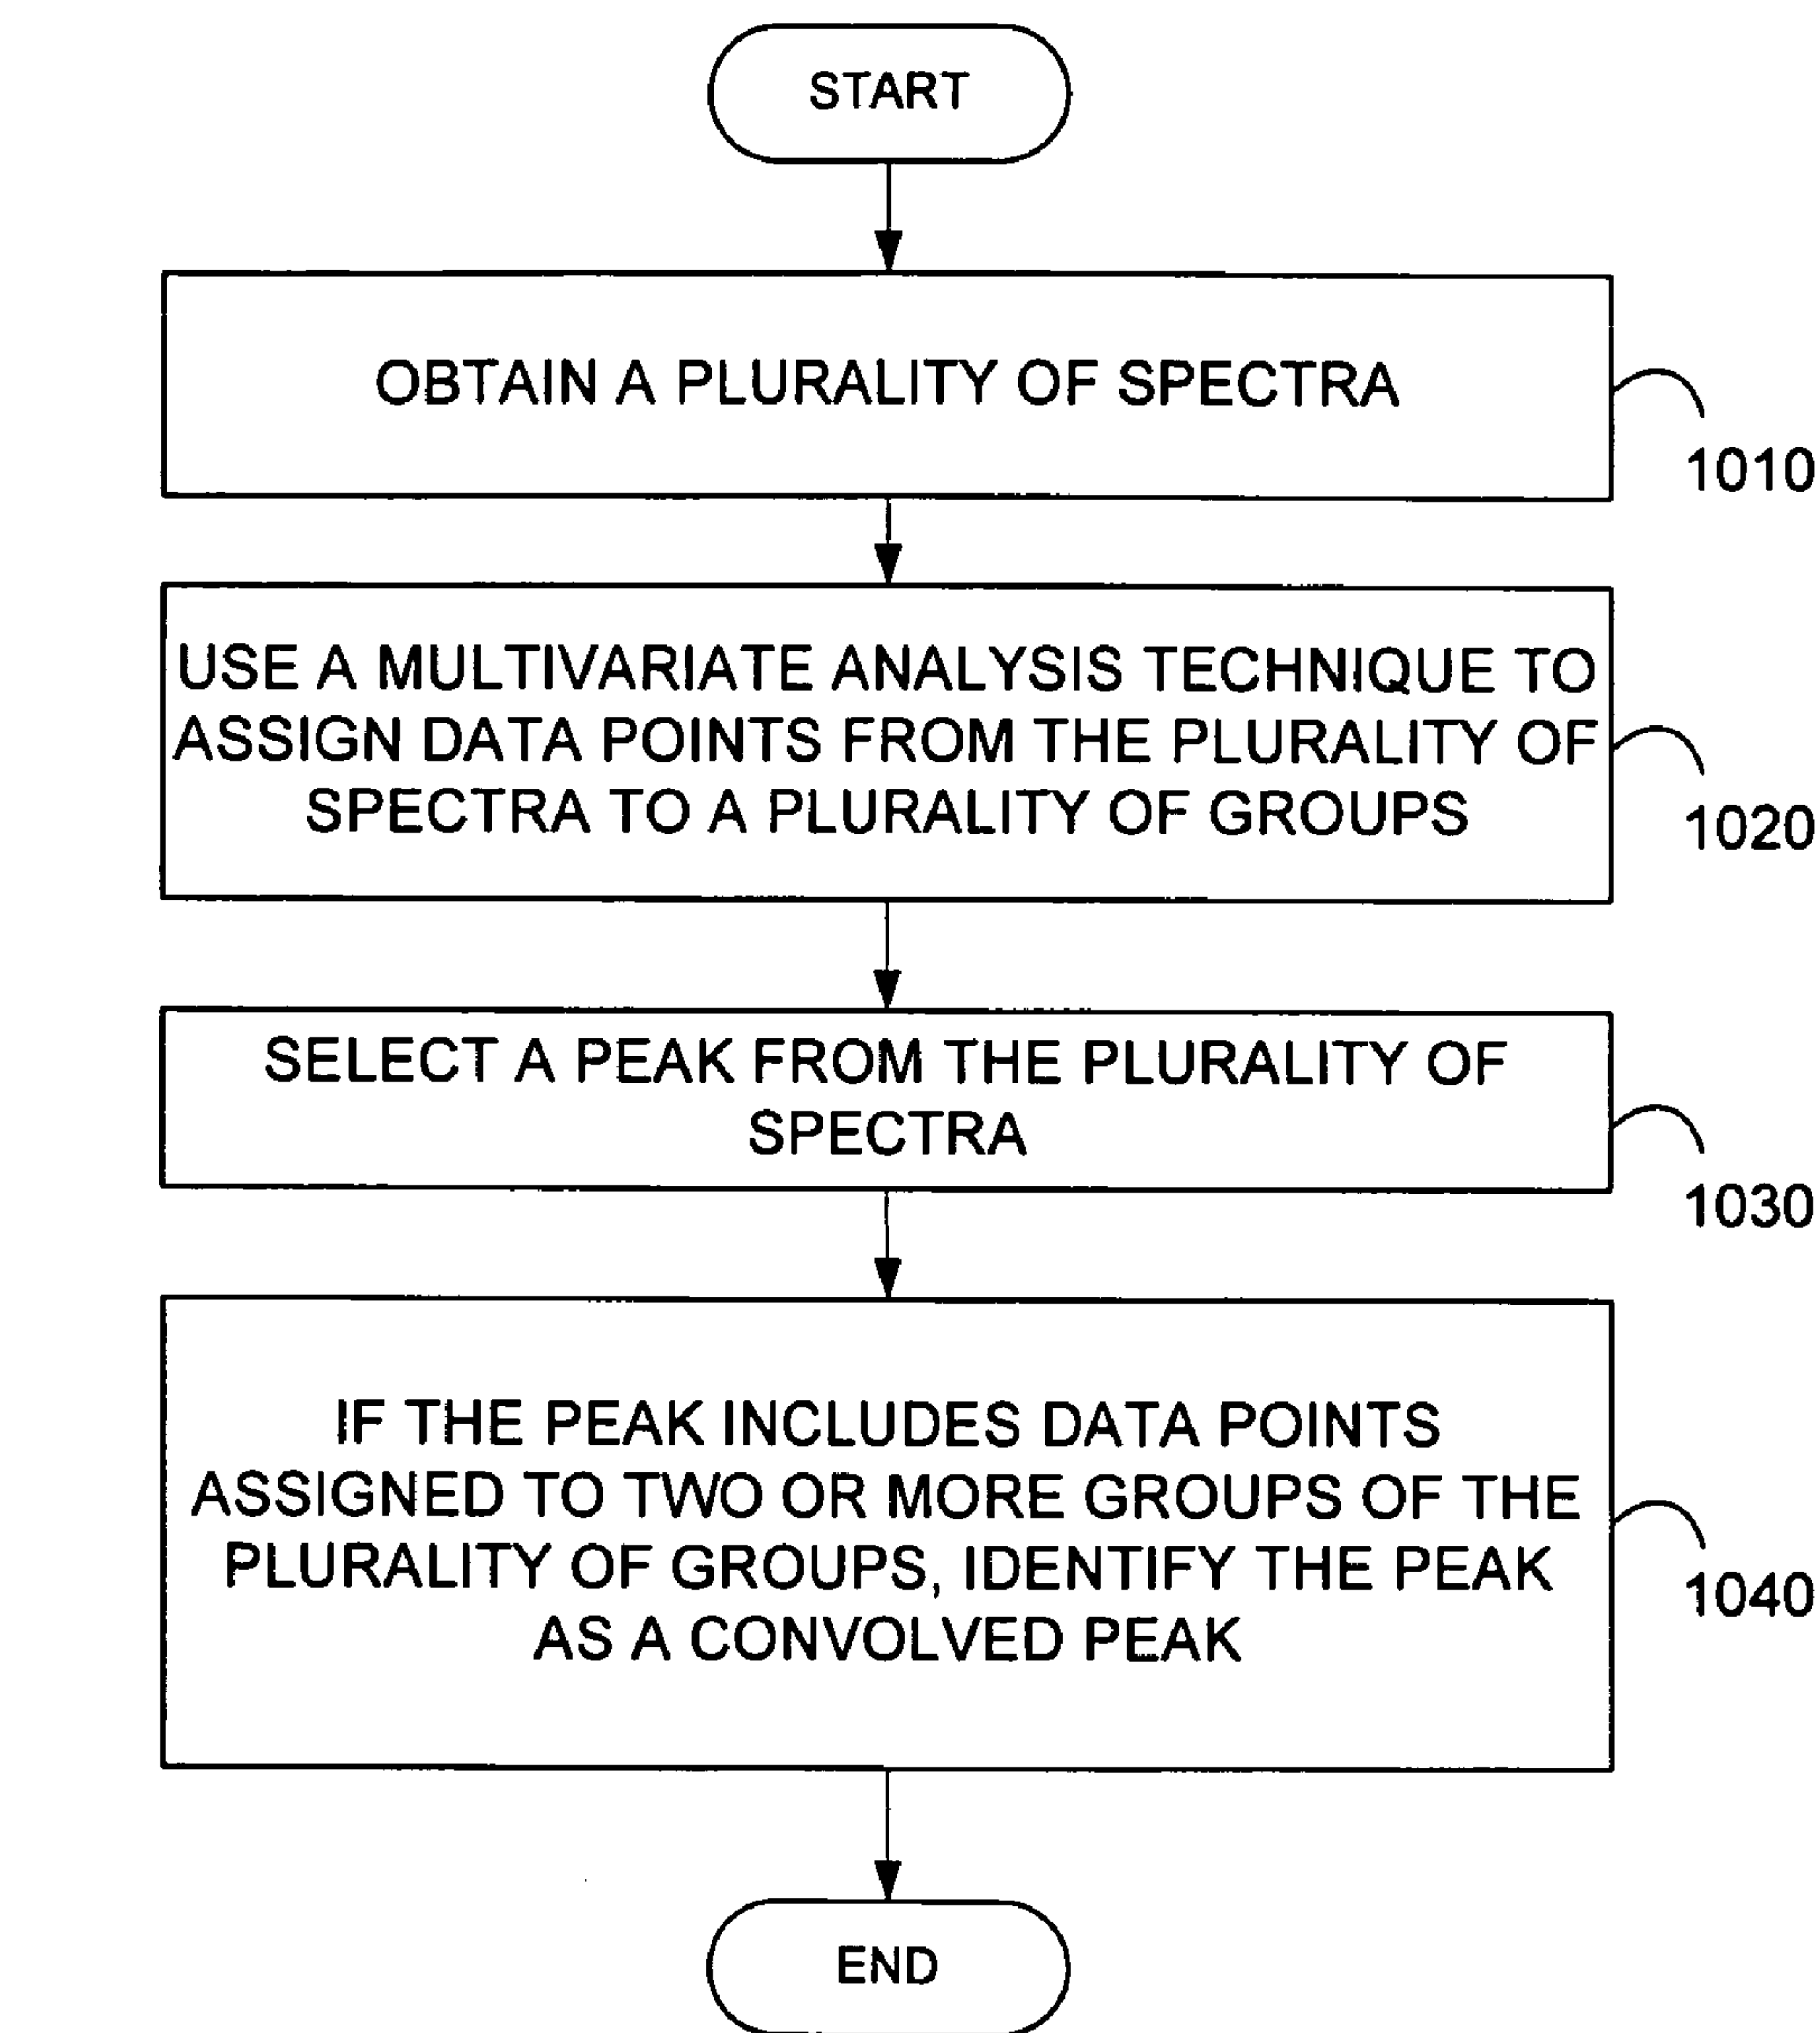 START
OBTAIN A PLURALITY OF SPECTRA
1010
USE A MULTIVARIATE ANALYSIS TECHNIQUE TO
ASSIGN DATA POINTS FROM THE PLURALITY OF
SPECTRA TO A PLURALITY OF GROUPS
1020
SELECT A PEAK FROM THE PLURALITY OF
SPECTRA
1030
IF THE PEAK INCLUDES DATA POINTS
ASSIGNED TO TWO OR MORE GROUPS OF THE
PLURALITY OF GROUPS, IDENTIFY THE PEAK
AS A CONVOLVED PEAK
1040
END